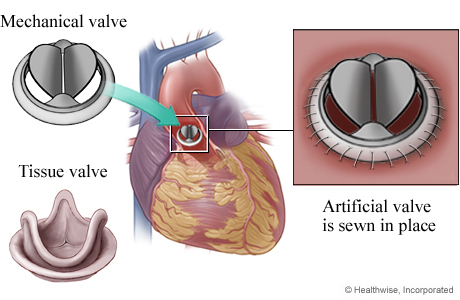 Mechanical valve
Tissue valve
Artificial valve
is sewn in place
© Healthwise, Incorporated